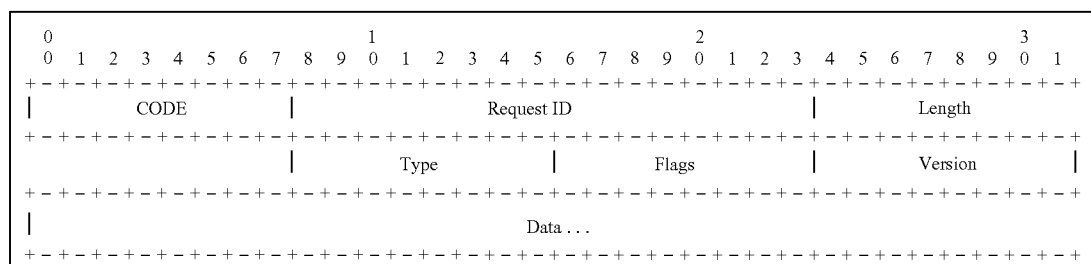 0 1 2 3
0 1 2 3 4 5 6 7 8 9 0 1 2 3 4 5 6 7 8 9 0 1 2 3 4 5 6 7 8 9 0 1
+-+-+-+-+-+-+-+-+-+-+-+-+-+-+-+-+-+-+-+-+-+-+-+-+-+-+-+-+-+-+-+-+
| CODE | Request ID | Length
+-+-+-+-+-+-+-+-+-+-+-+-+-+-+-+-+-+-+-+-+-+-+-+-+-+-+-+-+-+-+-+-+
| Type | Flags | Version |
+-+-+-+-+-+-+-+-+-+-+-+-+-+-+-+-+-+-+-+-+-+-+-+-+-+-+-+-+-+-+-+-+
| Data . . .
+-+-+-+-+-+-+-+-+-+-+-+-+-+-+-+-+-+-+-+-+-+-+-+-+-+-+-+-+-+-+-+-+